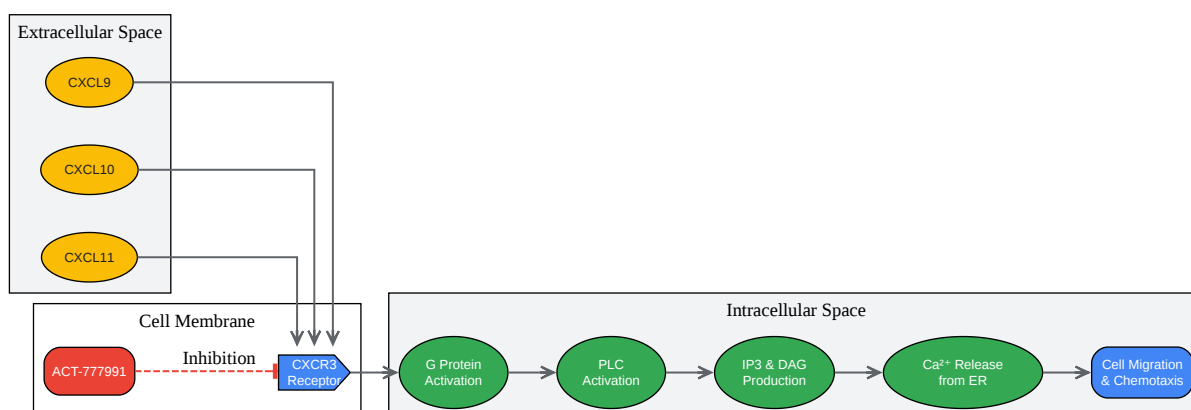 Extracellular Space
CXCL9
CXCL10
CXCL11
Cell Membrane
ACT-777991
Inhibition
CXCR3
Receptor
Intracellular Space
G Protein
Activation
PLC
Activation
IP3 & DAG
Production
Ca²⁺ Release
from ER
Cell Migration
& Chemotaxis